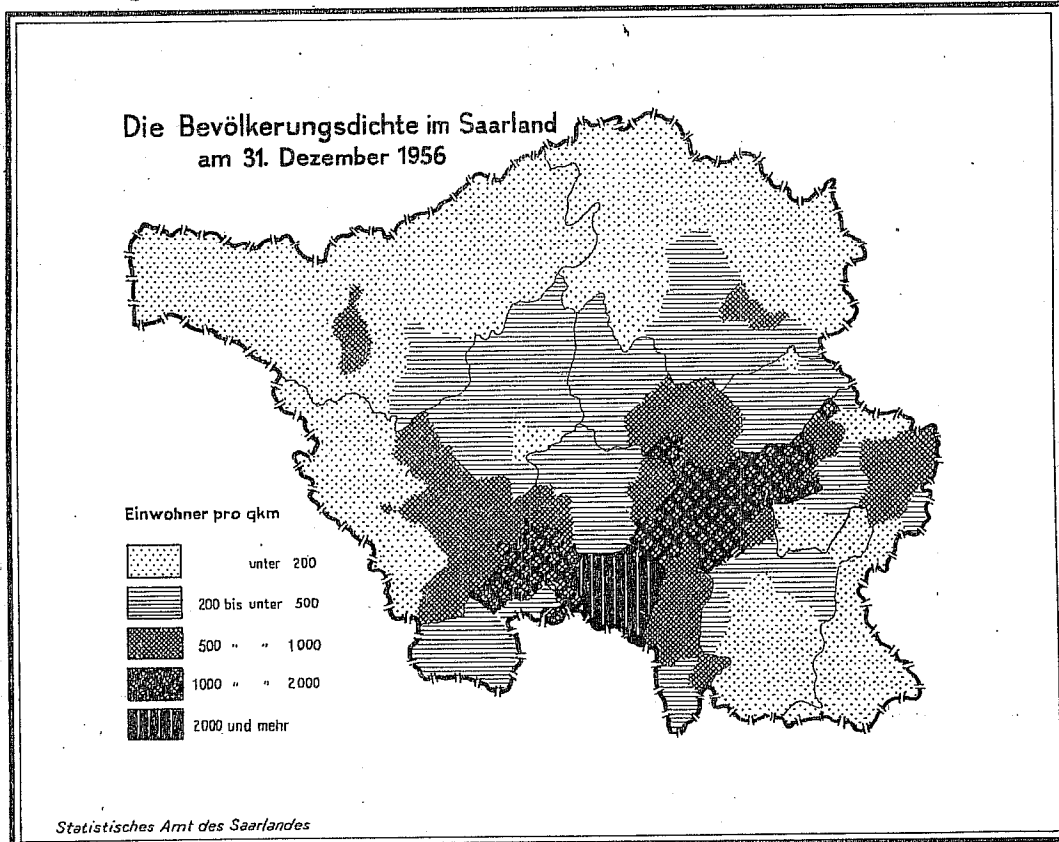 Die Bevölkerungsdichte im Saarland
am 31. Dezember 1956
Einwohner pro qkm
unter 200
200 bis unter 500
500 " " 1000
1000 " " 2000
2000 und mehr
Statistisches Amt des Saarlandes